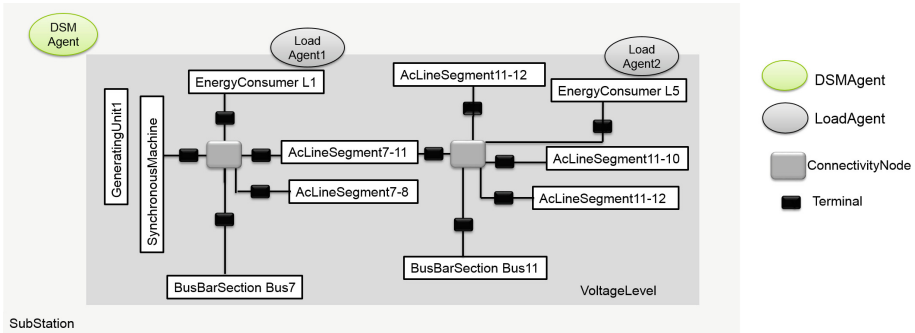 DSM
Agent
Load
Agent1
Load
Agent2
EnergyConsumer L1
AcLineSegment11-12
EnergyConsumer L5
GeneratingUnit1
SynchronousMachine
AcLineSegment7-11
AcLineSegment11-10
AcLineSegment7-8
AcLineSegment11-12
BusBarSection Bus7
BusBarSection Bus11
VoltageLevel
SubStation
DSMAgent
LoadAgent
ConnectivityNode
Terminal